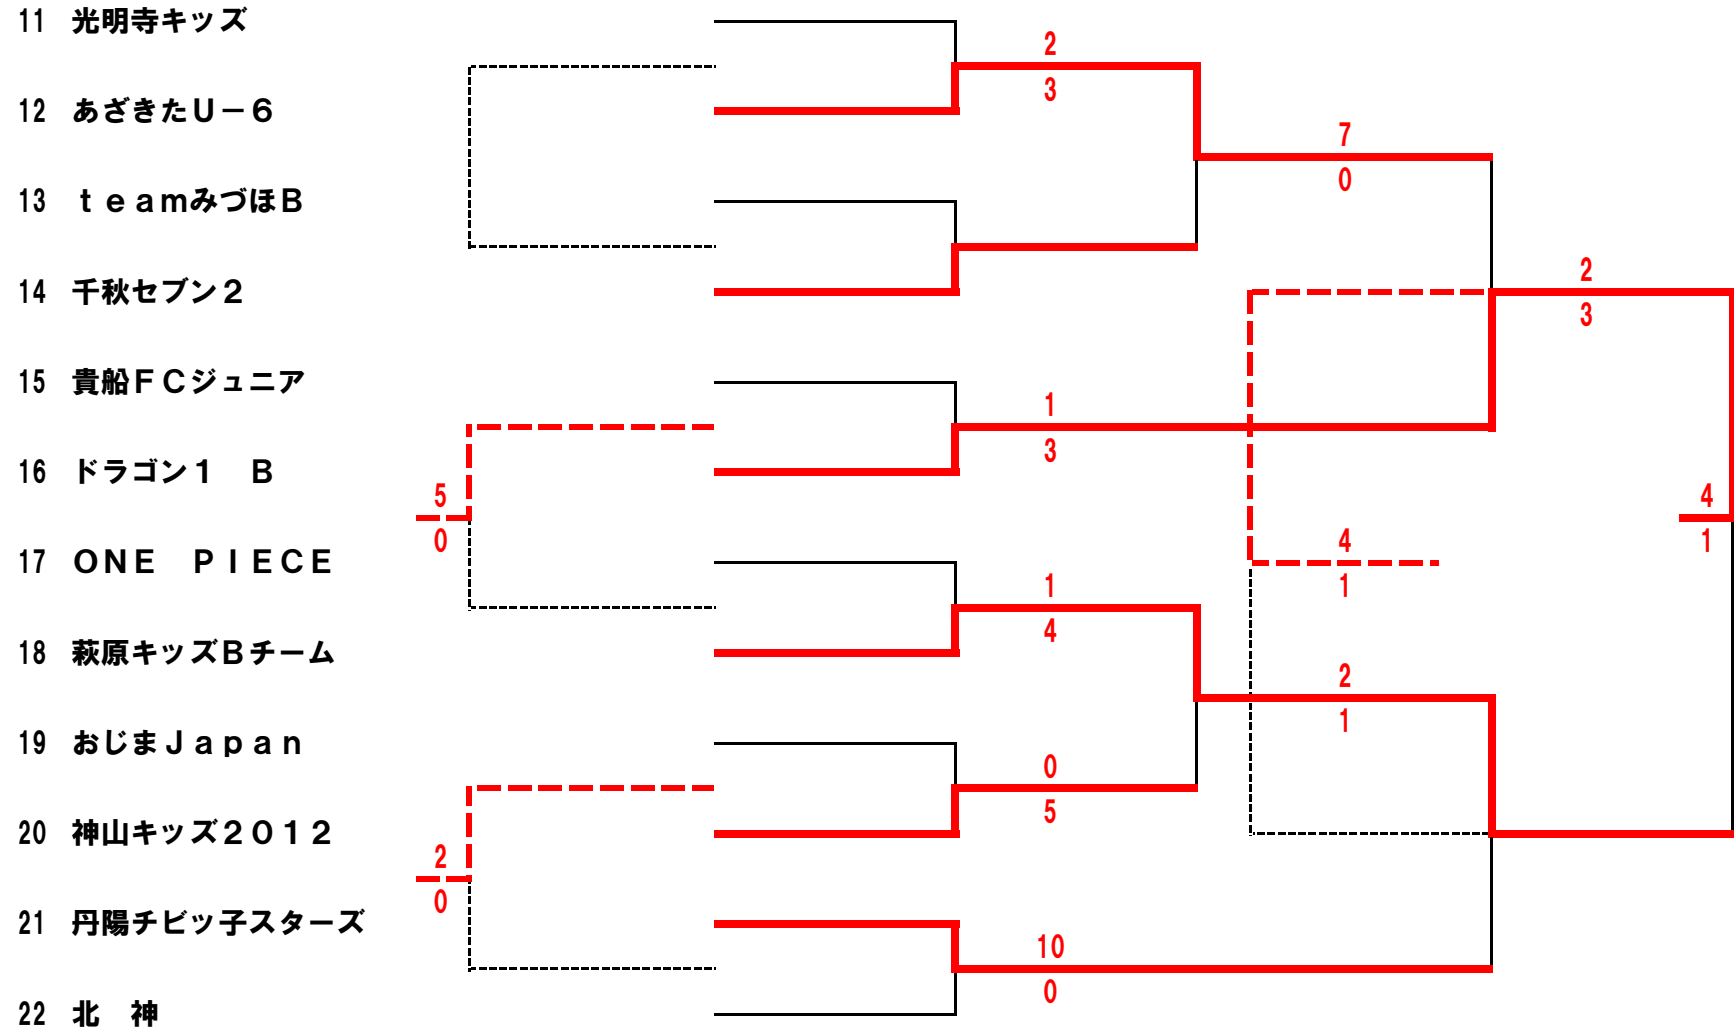 11 光明寺キッズ
2
3
12 あざきたU－6
7
0
13 teamみづほB
14 千秋セブン2
2
3
15 貴船FCジュニア
1
3
16 ドラゴン1　B
5
0
4
1
17 ONE　PIECE
4
1
1
4
18 萩原キッズBチーム
2
1
19 おじまJapan
0
5
20 神山キッズ2012
2
0
21 丹陽チビッ子スターズ
10
0
22 北　神